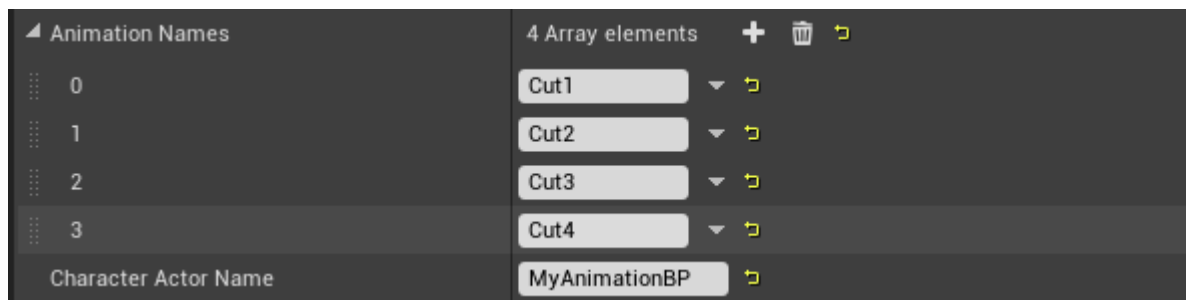 Animation Names 4 Array elements
0 Cut1
1 Cut2
2 Cut3
3 Cut4
Character Actor Name MyAnimationBP